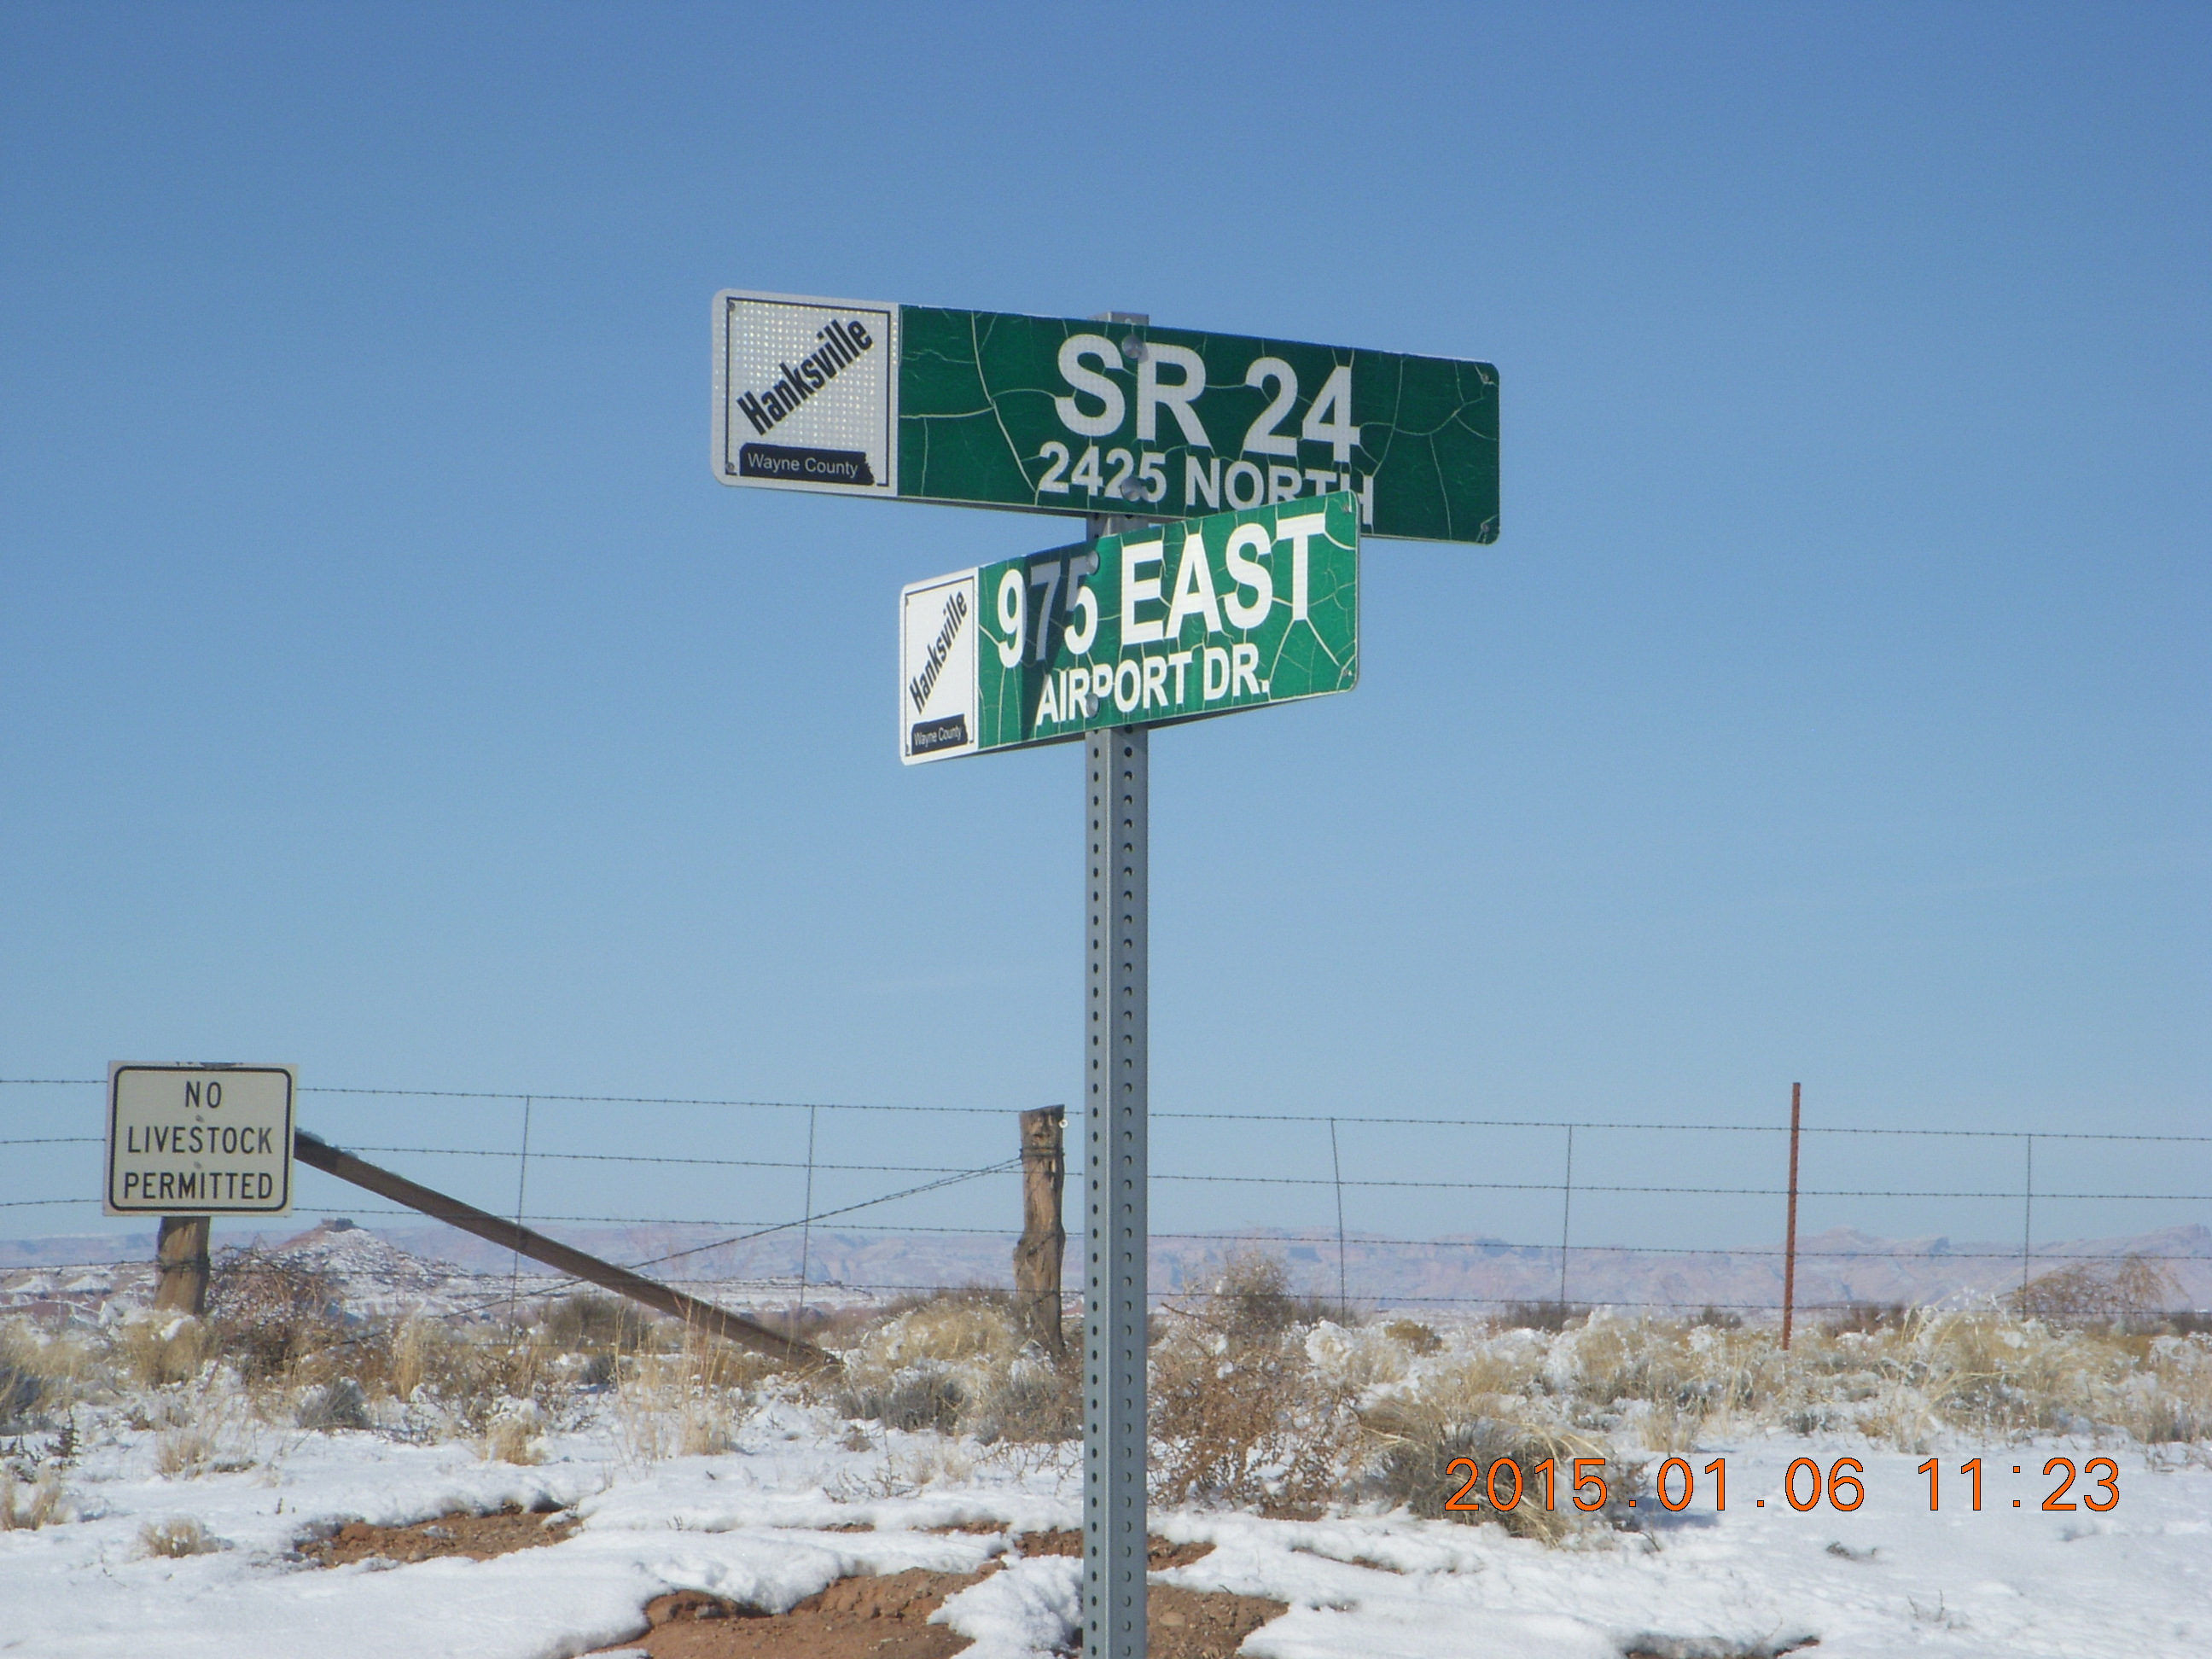 Hanksville
Wayne County
SR 24
2425 NORTH
Hanksville
Wayne County
975 EAST
AIRPORT DR.
NO
LIVESTOCK
PERMITTED
2015.01.06 11:23